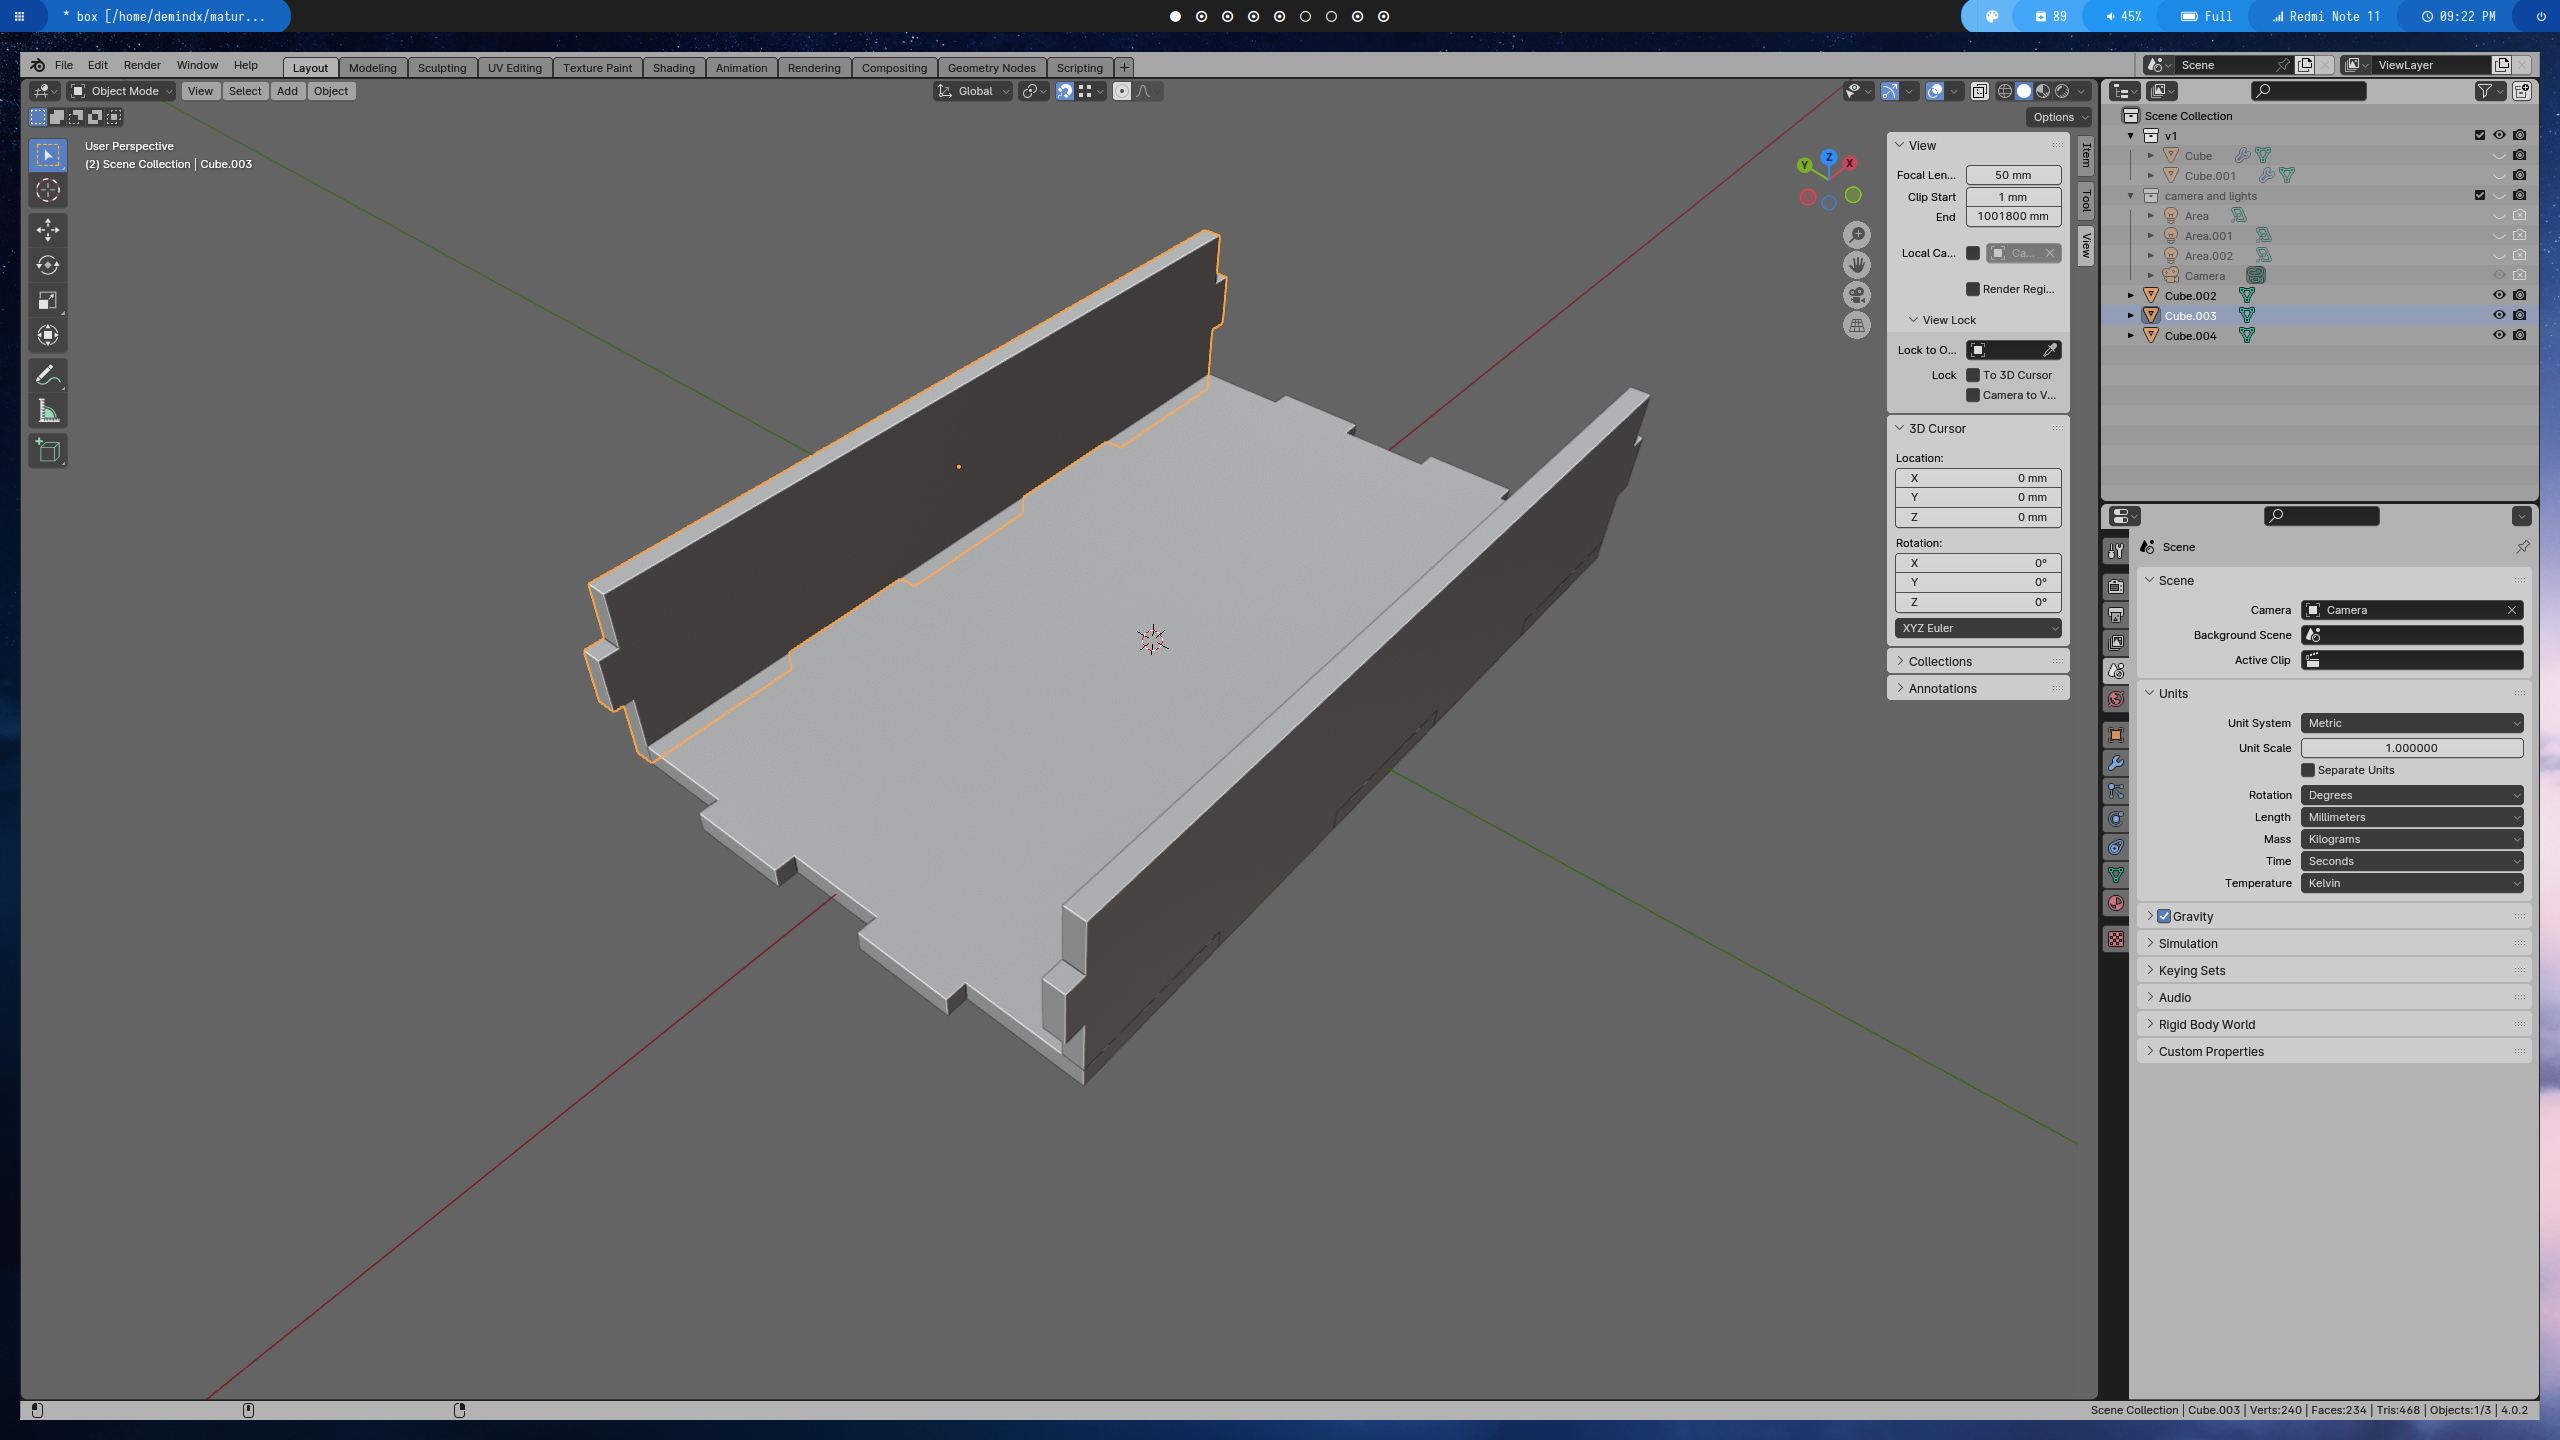 * box [/home/demindx/matur...
89
45%
Full
Redmi Note 11
09:22 PM
File Edit Render Window Help
Layout Modeling Sculpting UV Editing Texture Paint Shading Animation Rendering Compositing Geometry Nodes Scripting +
Scene
ViewLayer
Object Mode
View Select Add Object
Global
Options
User Perspective
(2) Scene Collection | Cube.003
Z
Y
X
View
Focal Len... 50 mm
Clip Start 1 mm
End 1001800 mm
Local Ca... Ca...
Render Regi...
View Lock
Lock to O...
Lock To 3D Cursor
Camera to V...
3D Cursor
Location:
X 0 mm
Y 0 mm
Z 0 mm
Rotation:
X 0°
Y 0°
Z 0°
XYZ Euler
Collections
Annotations
Item
Tool
View
Scene Collection
v1
Cube
Cube.001
camera and lights
Area
Area.001
Area.002
Camera
Cube.002
Cube.003
Cube.004
Scene
Scene
Camera Camera
Background Scene
Active Clip
Units
Unit System Metric
Unit Scale 1.000000
Separate Units
Rotation Degrees
Length Millimeters
Mass Kilograms
Time Seconds
Temperature Kelvin
Gravity
Simulation
Keying Sets
Audio
Rigid Body World
Custom Properties
Scene Collection | Cube.003 | Verts:240 | Faces:234 | Tris:468 | Objects:1/3 | 4.0.2